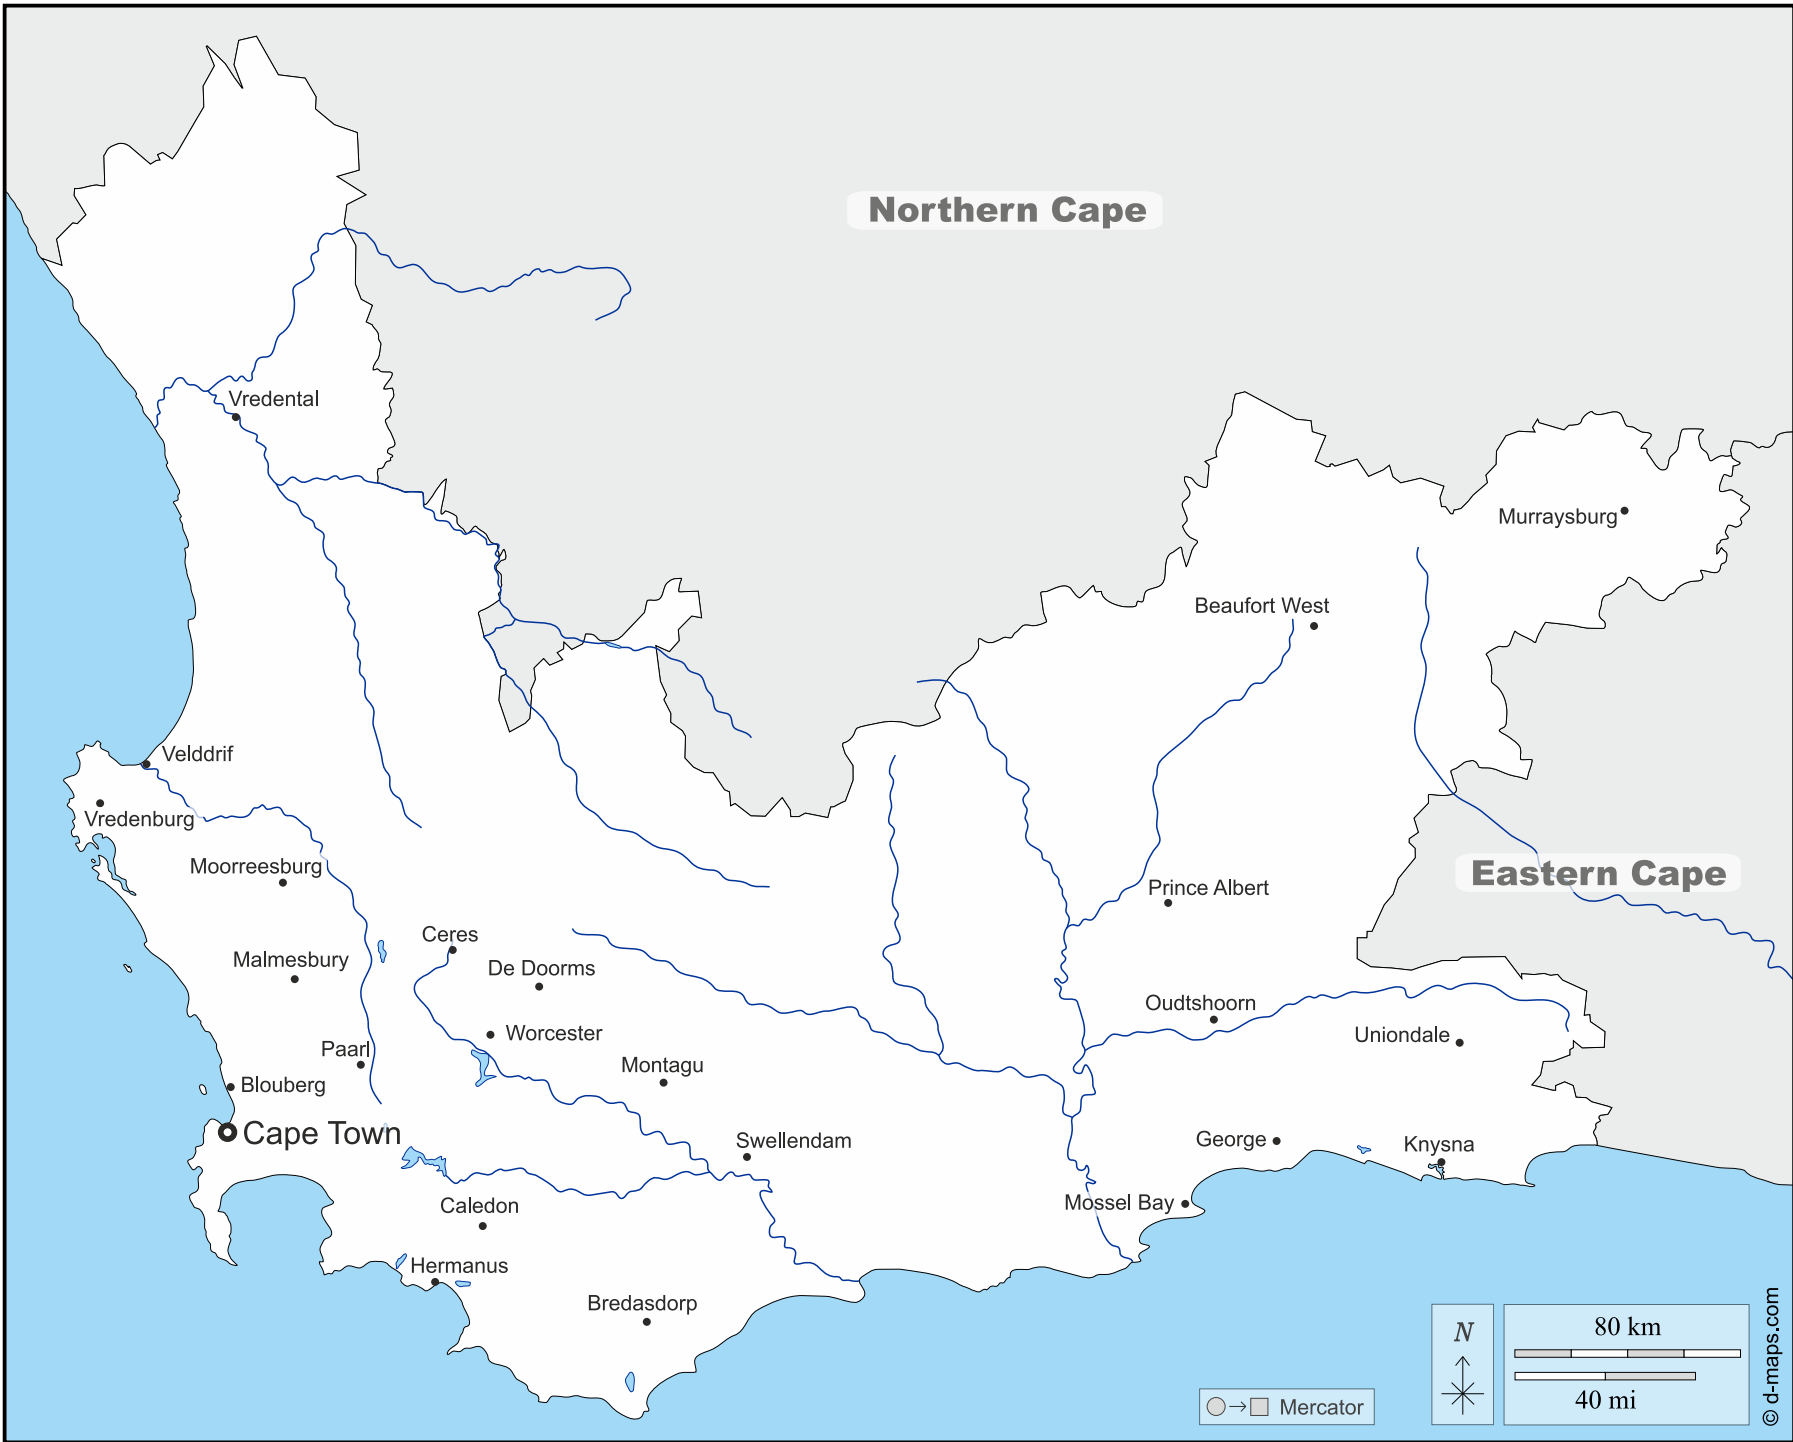 Northern Cape
Vredental
Murraysburg
Beaufort West
Velddrif
Vredenburg
Moorreesburg
Eastern Cape
Prince Albert
Ceres
Malmesbury
De Doorms
Oudtshoorn
Worcester
Uniondale
Paarl
Montagu
Blouberg
Cape Town
Swellendam
George
Knysna
Caledon
Mossel Bay
Hermanus
Bredasdorp
N
80 km
40 mi
Mercator
© d-maps.com